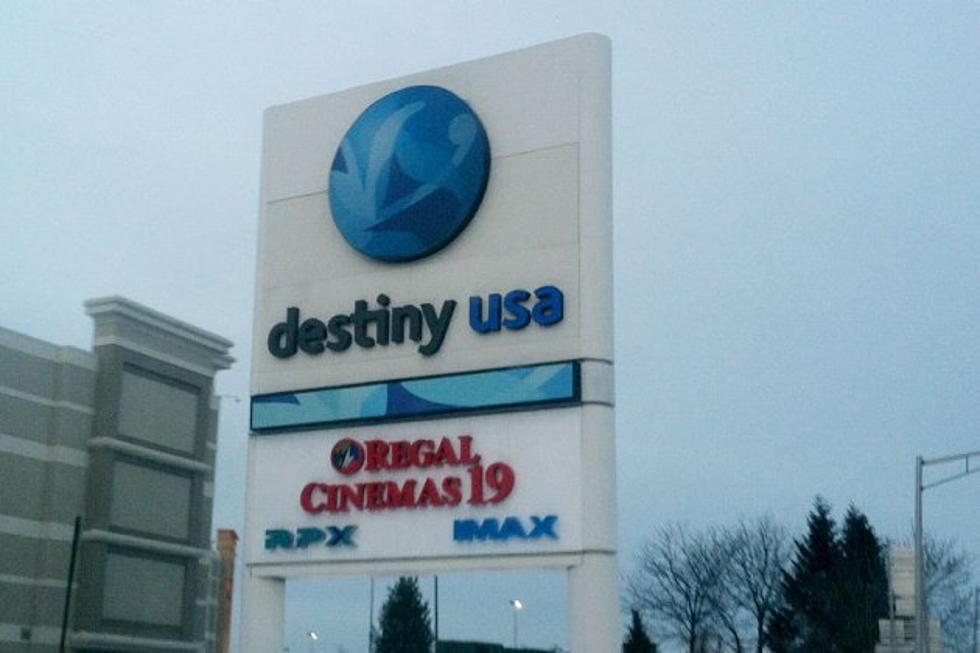 destiny usa
REGAL
CINEMAS 19
RPX IMAX